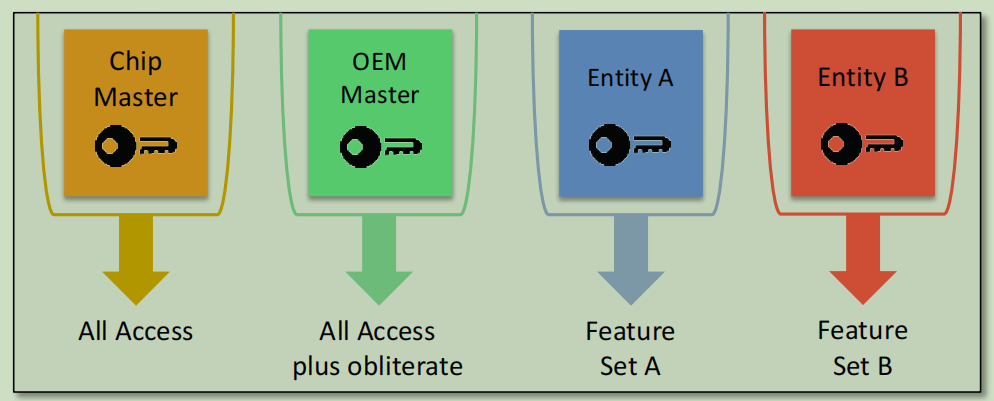 Chip
Master
OEM
Master
Entity A
Entity B
All Access
All Access
plus obliterate
Feature
Set A
Feature
Set B